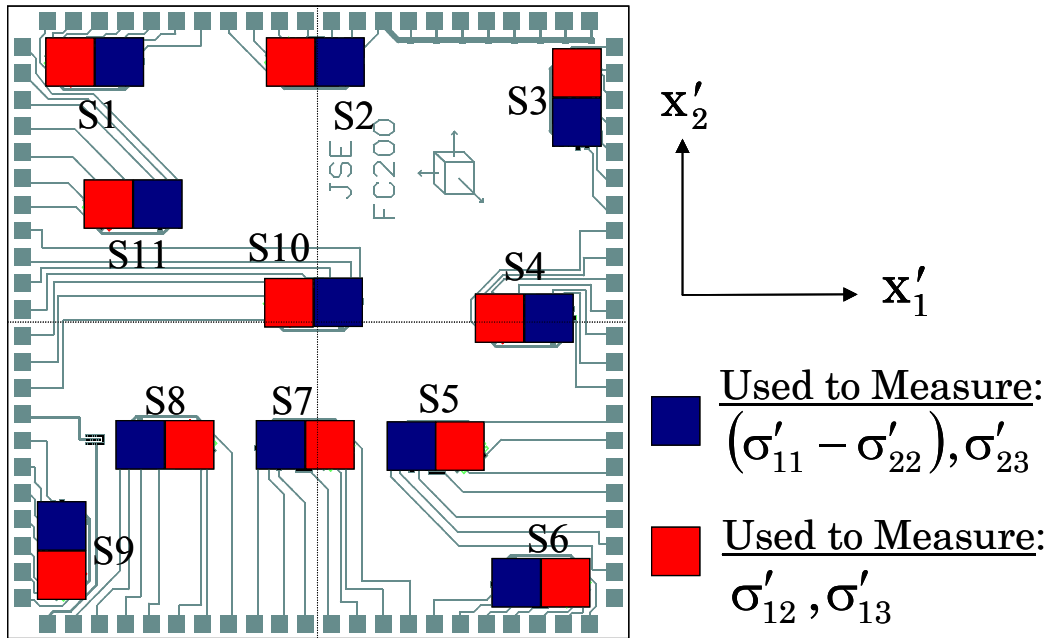 S1
S2
S3
JSE
FC200
S11
S10
S4
S8
S7
S5
S9
S6
x′₂
x′₁
Used to Measure:
(σ′₁₁ − σ′₂₂), σ′₂₃
Used to Measure:
σ′₁₂ , σ′₁₃